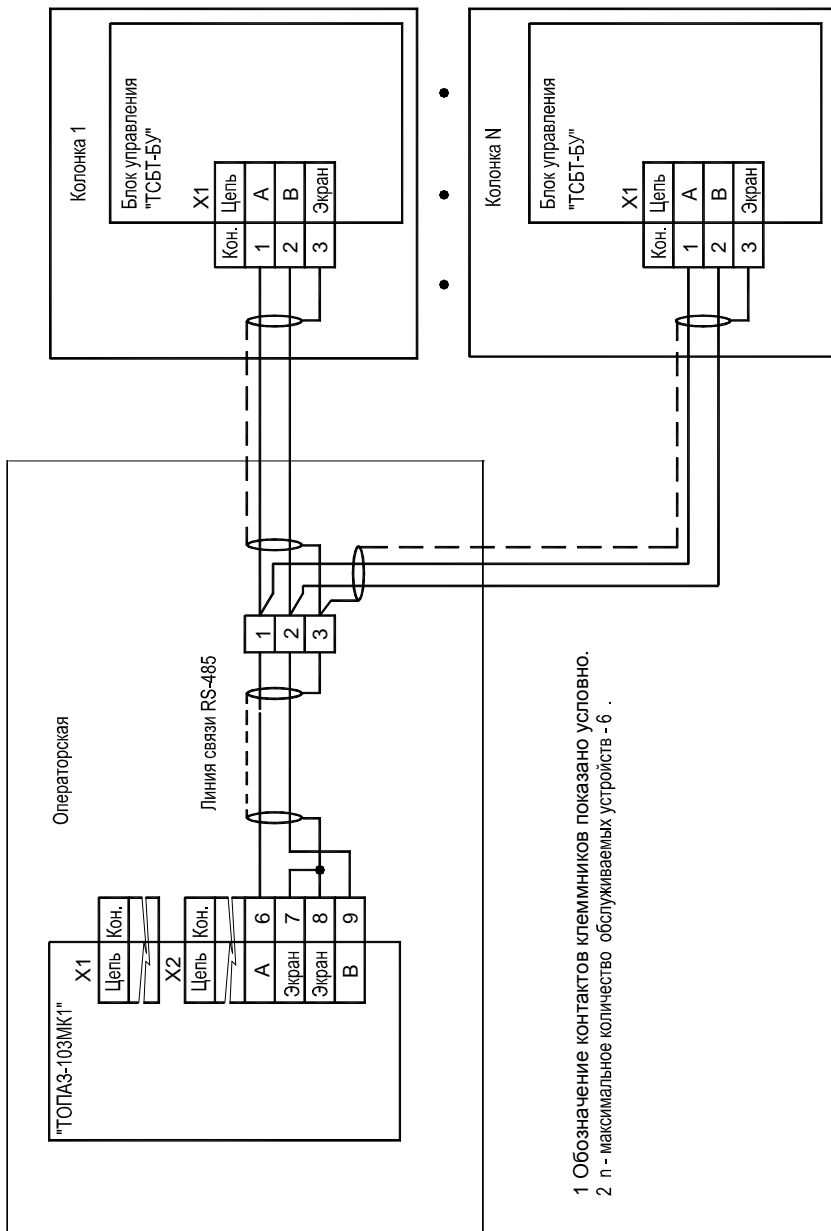 Операторская
"ТОПАЗ-103МК1"
X1
Цепь Кон.
X2
Цепь Кон.
A 6
Экран 7
Экран 8
B 9
Линия связи RS-485
1
2
3
Колонка 1
Блок управления
"ТСБТ-БУ"
X1
Кон. Цепь
1 A
2 B
3 Экран
Колонка N
Блок управления
"ТСБТ-БУ"
X1
Кон. Цепь
1 A
2 B
3 Экран
1 Обозначение контактов клеммников показано условно.
2 n - максимальное количество обслуживаемых устройств - 6 .